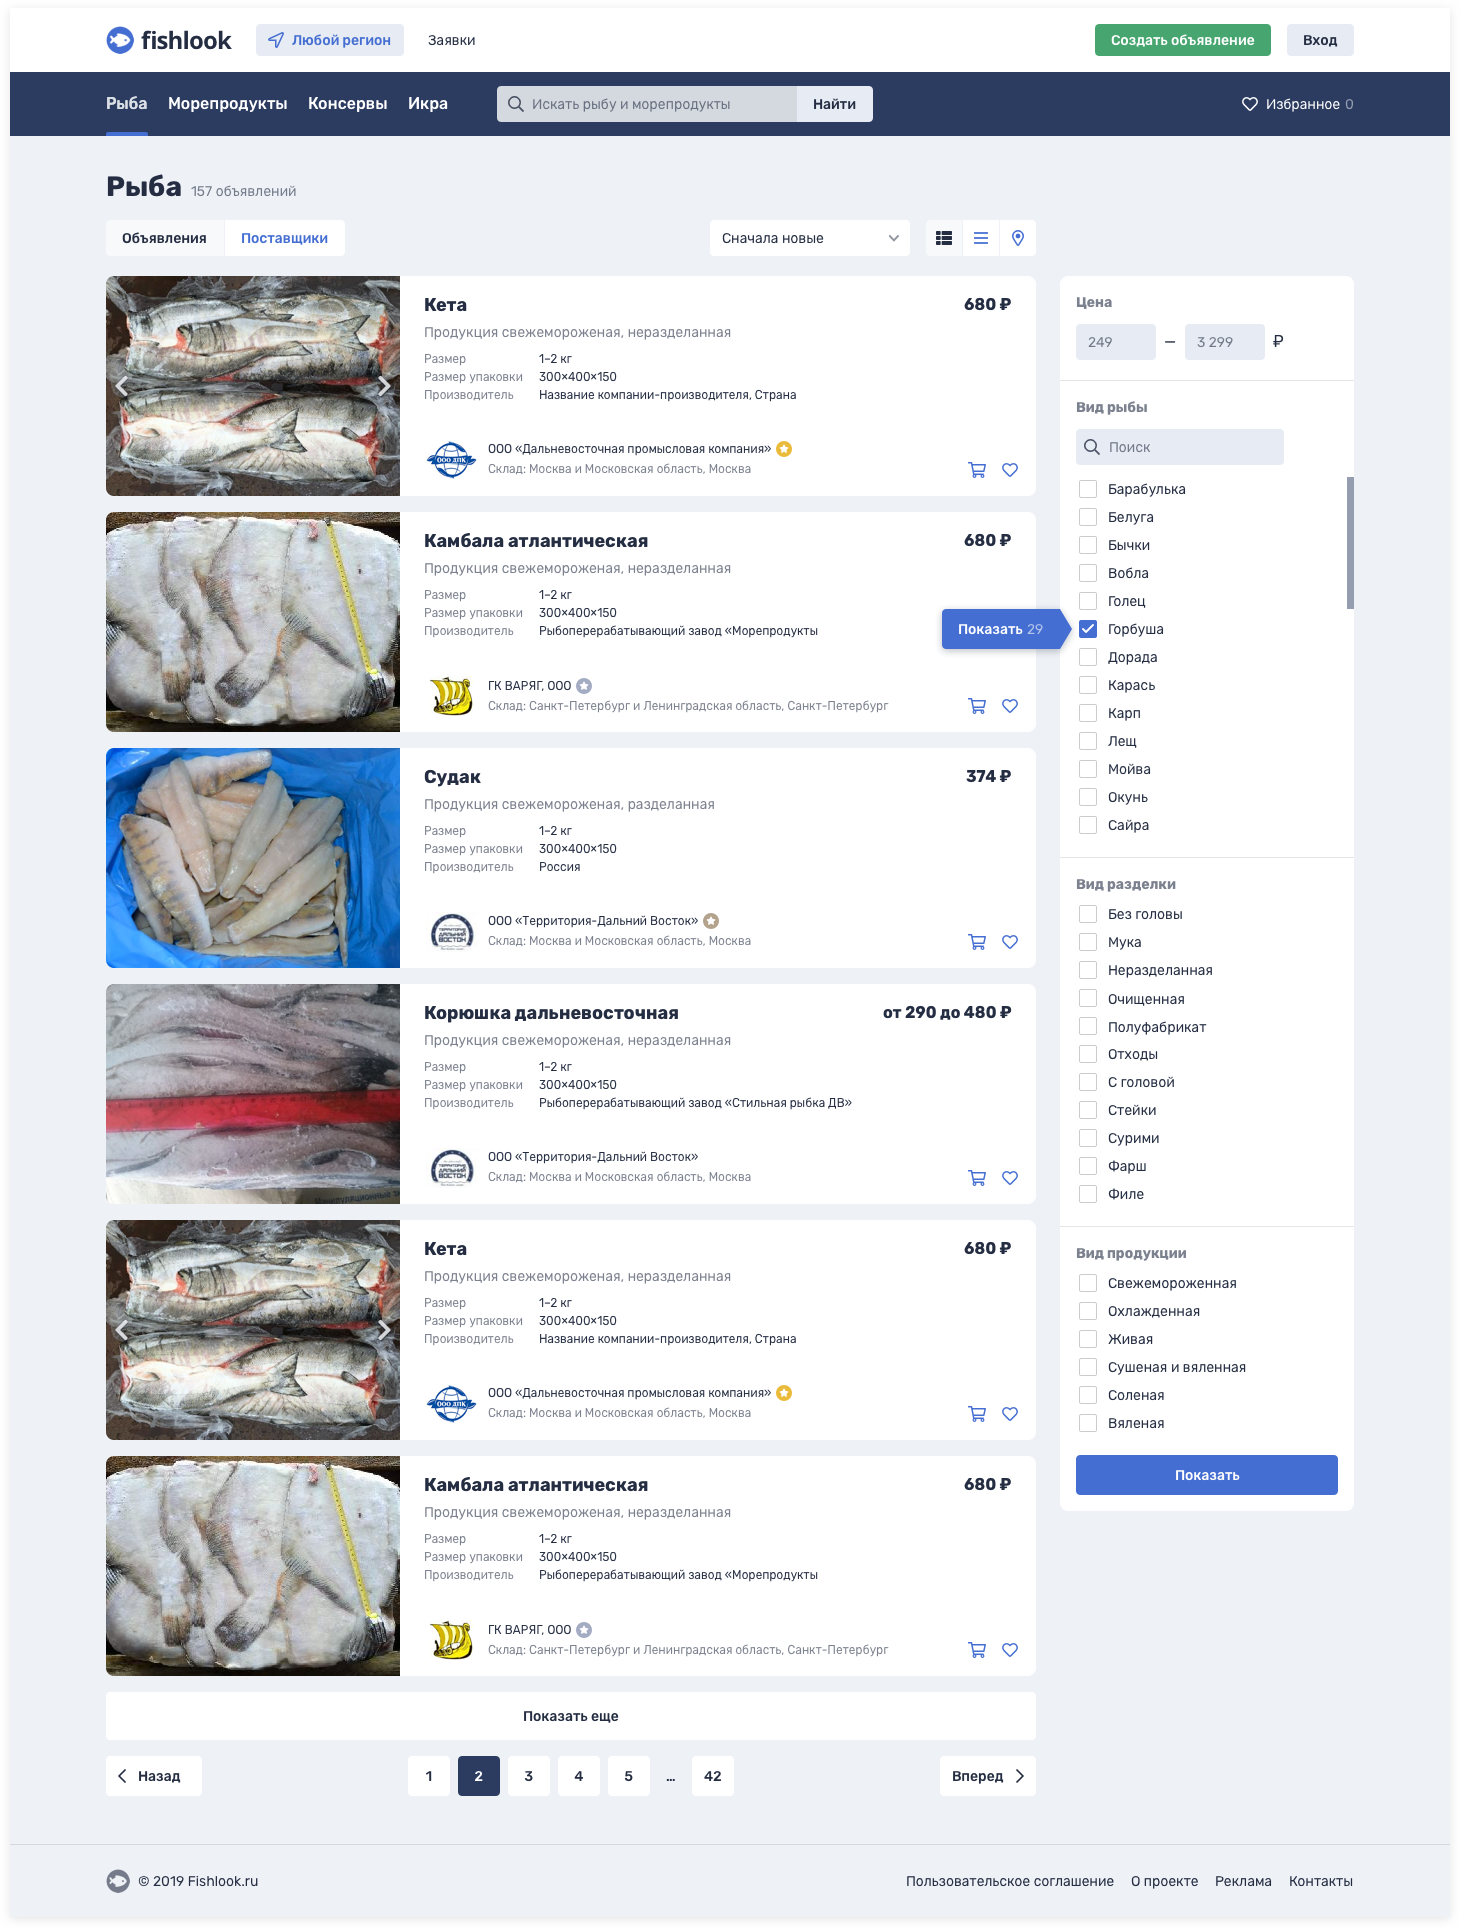 fishlook
Любой регион
Заявки
Создать объявление
Вход
Рыба
Морепродукты
Консервы
Икра
Искать рыбу и морепродукты
Найти
Избранное 0
Рыба 157 объявлений
Объявления
Поставщики
Сначала новые
Кета
680 ₽
Продукция свежемороженая, неразделанная
Размер 1–2 кг
Размер упаковки 300×400×150
Производитель Название компании-производителя, Страна
ООО ДПК
ООО «Дальневосточная промысловая компания»
Склад: Москва и Московская область, Москва
Камбала атлантическая
680 ₽
Продукция свежемороженая, неразделанная
Размер 1–2 кг
Размер упаковки 300×400×150
Производитель Рыбоперерабатывающий завод «Морепродукты
ГК ВАРЯГ, ООО
Склад: Санкт-Петербург и Ленинградская область, Санкт-Петербург
Судак
374 ₽
Продукция свежемороженая, разделанная
Размер 1–2 кг
Размер упаковки 300×400×150
Производитель Россия
ТЕРРИТОРИЯ
ДАЛЬНИЙ
ВОСТОК
ООО «Территория-Дальний Восток»
Склад: Москва и Московская область, Москва
Корюшка дальневосточная
от 290 до 480 ₽
Продукция свежемороженая, неразделанная
Размер 1–2 кг
Размер упаковки 300×400×150
Производитель Рыбоперерабатывающий завод «Стильная рыбка ДВ»
ТЕРРИТОРИЯ
ДАЛЬНИЙ
ВОСТОК
ООО «Территория-Дальний Восток»
Склад: Москва и Московская область, Москва
Кета
680 ₽
Продукция свежемороженая, неразделанная
Размер 1–2 кг
Размер упаковки 300×400×150
Производитель Название компании-производителя, Страна
ООО ДПК
ООО «Дальневосточная промысловая компания»
Склад: Москва и Московская область, Москва
Камбала атлантическая
680 ₽
Продукция свежемороженая, неразделанная
Размер 1–2 кг
Размер упаковки 300×400×150
Производитель Рыбоперерабатывающий завод «Морепродукты
ГК ВАРЯГ, ООО
Склад: Санкт-Петербург и Ленинградская область, Санкт-Петербург
Показать еще
Назад
1 2 3 4 5 … 42
Вперед
Цена
249 — 3 299 ₽
Вид рыбы
Поиск
Барабулька
Белуга
Бычки
Вобла
Голец
Показать 29
Горбуша
Дорада
Карась
Карп
Лещ
Мойва
Окунь
Сайра
Вид разделки
Без головы
Мука
Неразделанная
Очищенная
Полуфабрикат
Отходы
С головой
Стейки
Сурими
Фарш
Филе
Вид продукции
Свежемороженная
Охлажденная
Живая
Сушеная и вяленная
Соленая
Вяленая
Показать
© 2019 Fishlook.ru
Пользовательское соглашение
О проекте
Реклама
Контакты